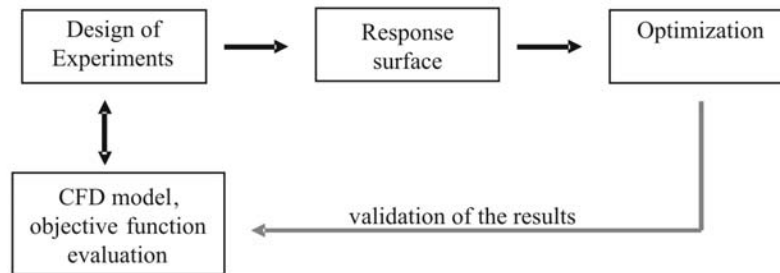 Design of
Experiments
Response
surface
Optimization
CFD model,
objective function
evaluation
validation of the results